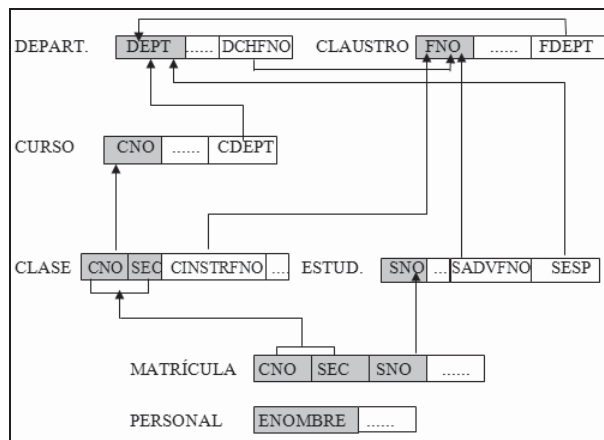 DEPART. DEPT ...... DCHFNO CLAUSTRO FNO ...... FDEPT
CURSO CNO ...... CDEPT
CLASE CNO SEC CINSTRFNO .... ESTUD. SNO ... SADVFNO SESP
MATRÍCULA CNO SEC SNO ......
PERSONAL ENOMBRE ......